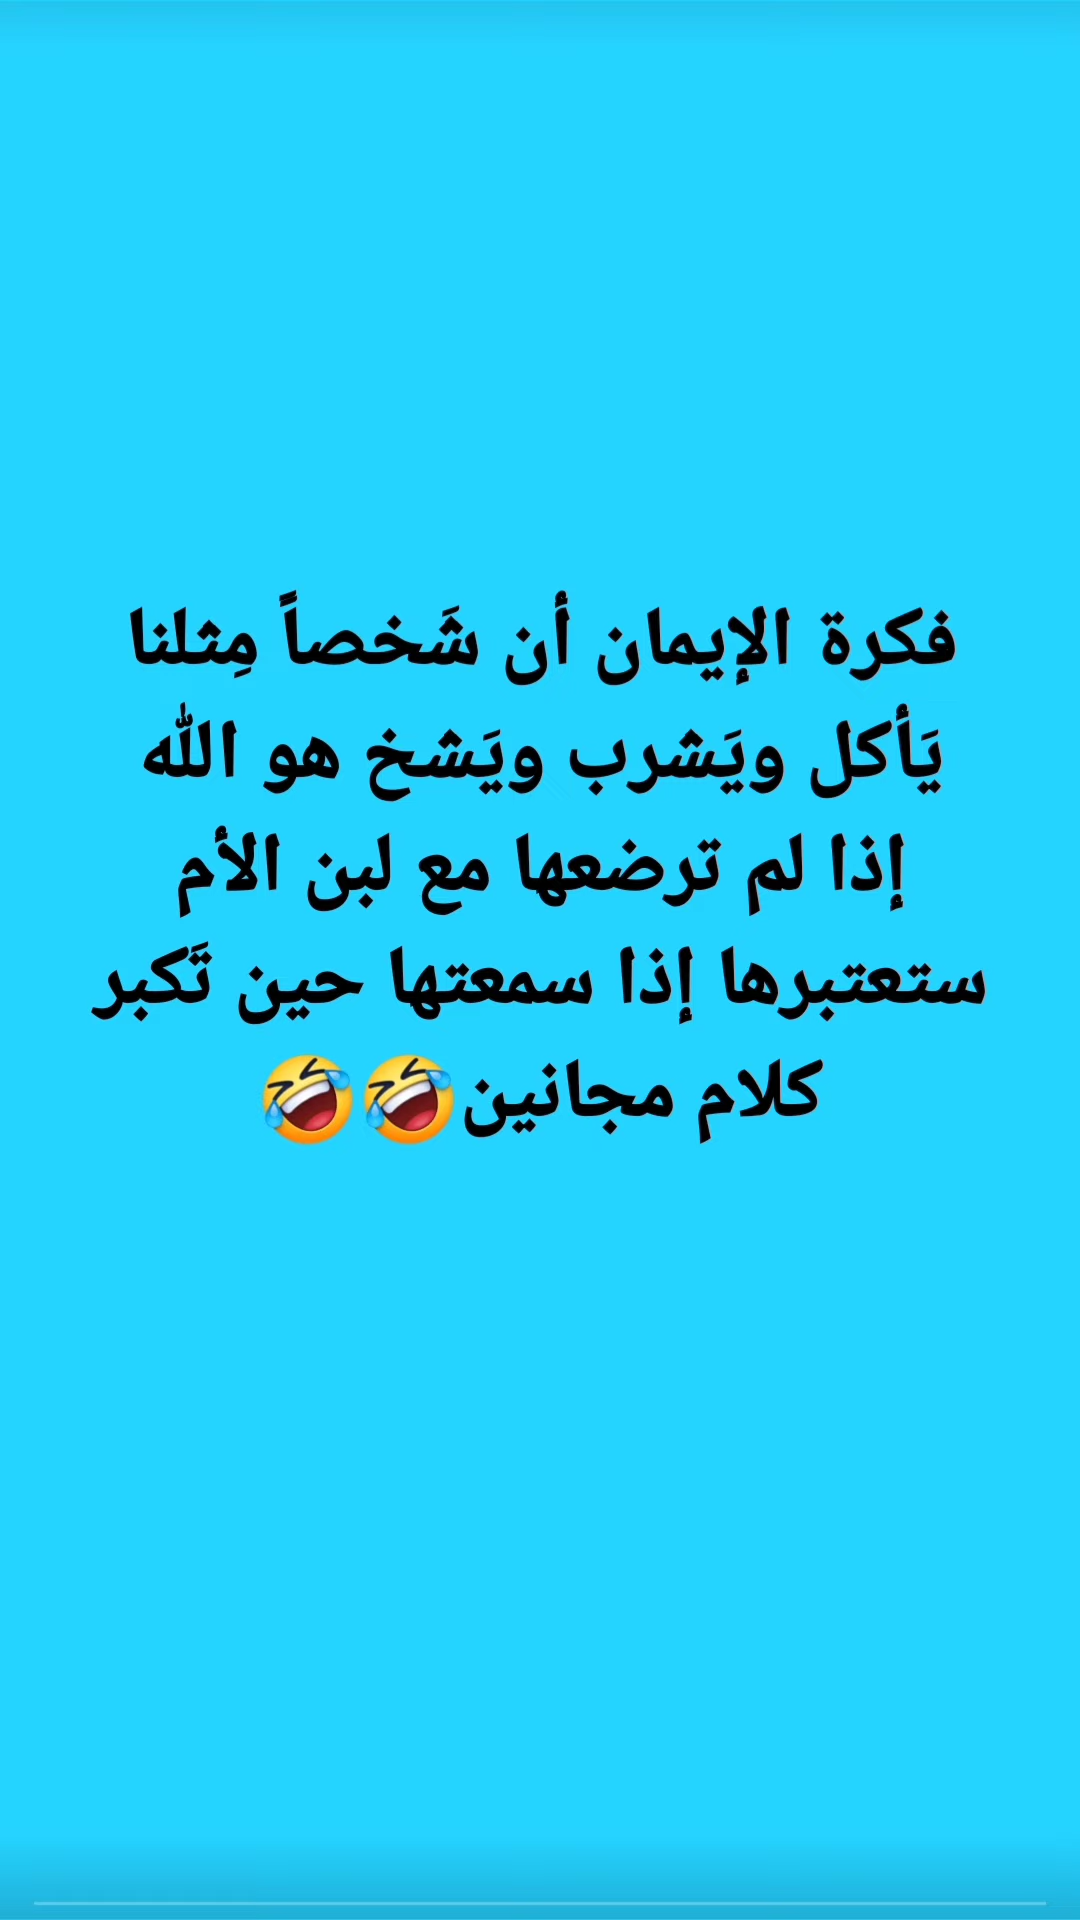 فكرة الإيمان أن شَخصاً مِثلنا
يَأكل ويَشرب ويَشخ هو الله
إذا لم ترضعها مع لبن الأم
ستعتبرها إذا سمعتها حين تَكبر
كلام مجانين🤣🤣